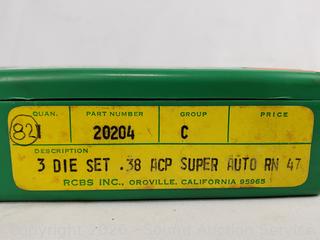 QUAN. PART NUMBER GROUP PRICE
82 1 20204 C
DESCRIPTION
3 DIE SET .38 ACP SUPER AUTO RN 47
RCBS INC., OROVILLE, CALIFORNIA 95965